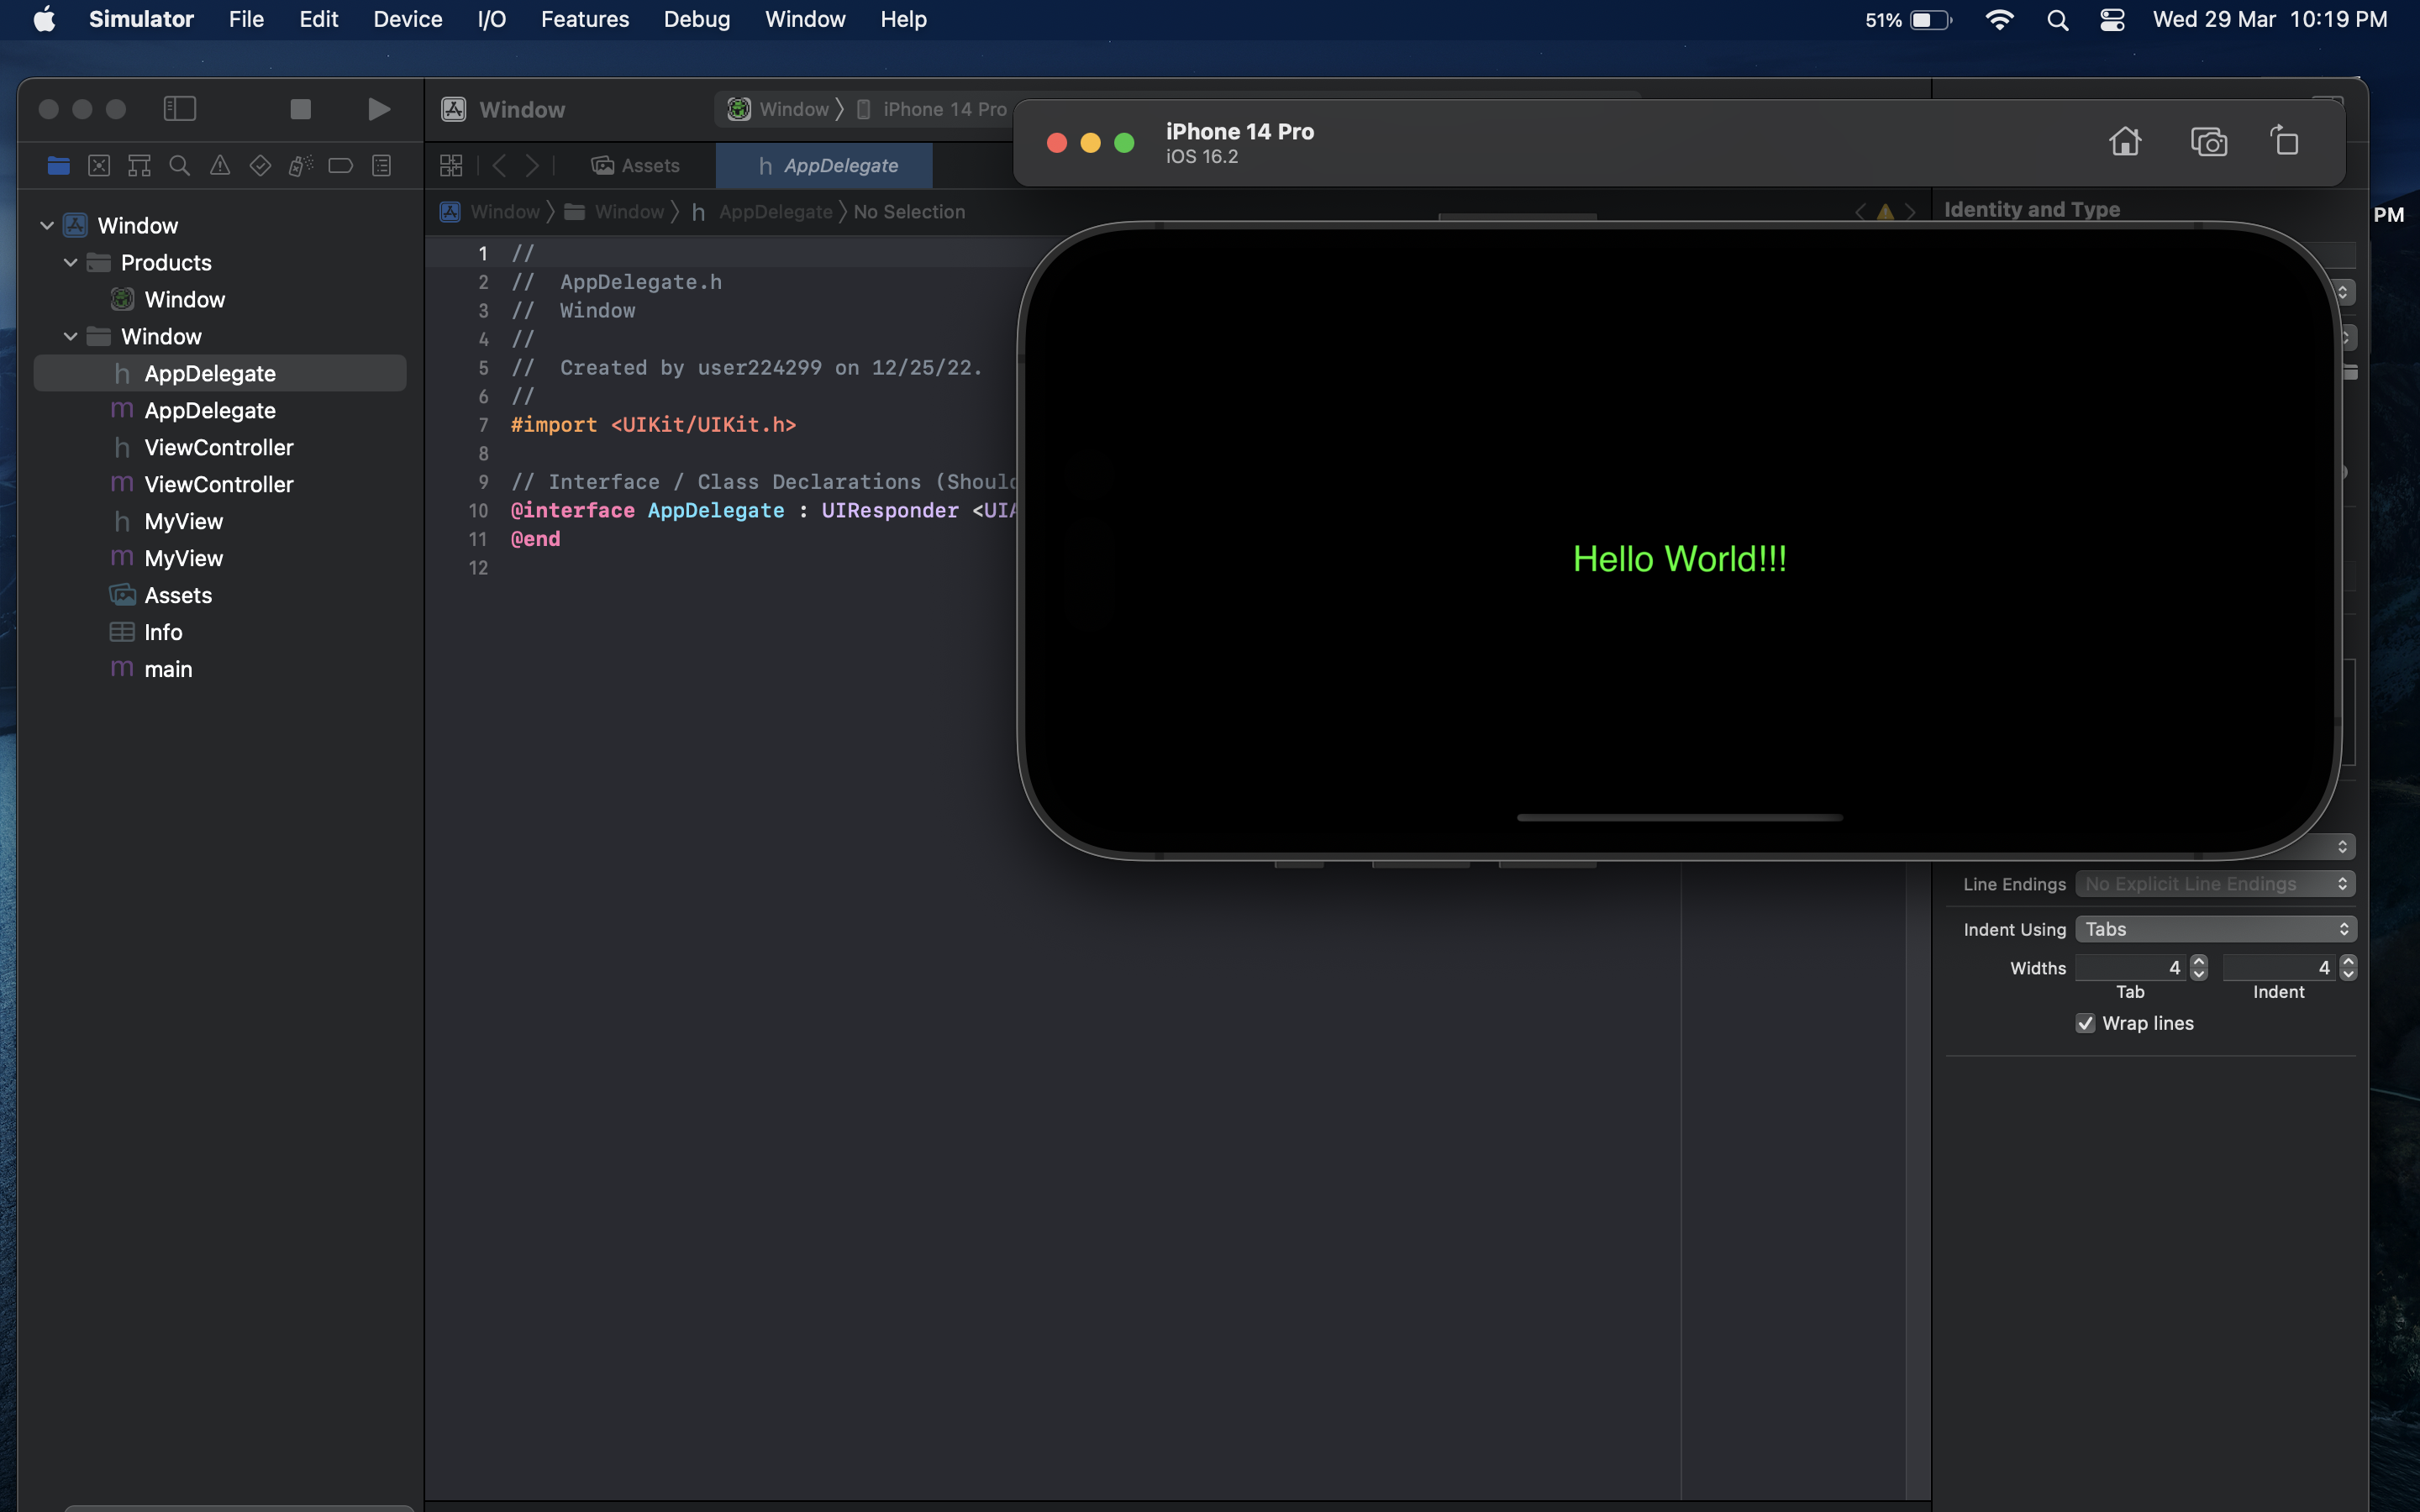 Simulator File Edit Device I/O Features Debug Window Help 51% Wed 29 Mar 10:19 PM
Window
Window 〉 iPhone 14 Pro
iPhone 14 Pro
iOS 16.2
Assets
h AppDelegate
Window 〉 Window 〉 h AppDelegate 〉 No Selection
Identity and Type
PM
Window
Products
Window
Window
h AppDelegate
m AppDelegate
h ViewController
m ViewController
h MyView
m MyView
Assets
Info
m main
1 //
2 //  AppDelegate.h
3 //  Window
4 //
5 //  Created by user224299 on 12/25/22.
6 //
7 #import <UIKit/UIKit.h>
8
9 // Interface / Class Declarations
10 @interface AppDelegate : UIResponder
11 @end
12
Hello World!!!
Line Endings No Explicit Line Endings
Indent Using Tabs
Widths 4 4
Tab Indent
Wrap lines